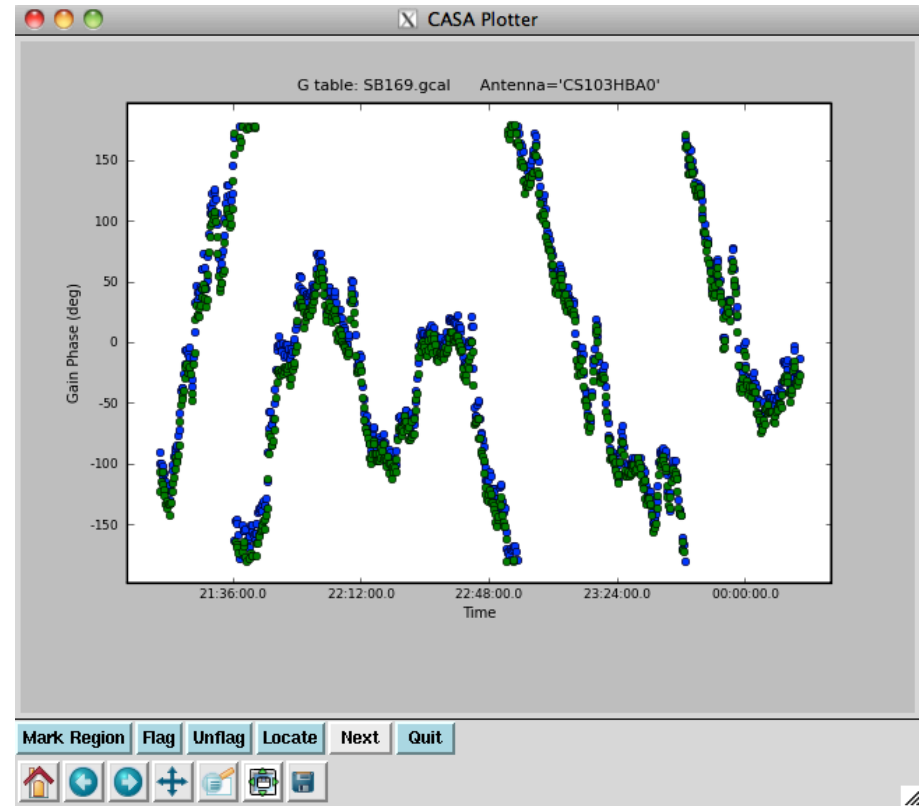 CASA Plotter
G table: SB169.gcal Antenna='CS103HBA0'
150
100
50
0
-50
-100
-150
Gain Phase (deg)
21:36:00.0 22:12:00.0 22:48:00.0 23:24:00.0 00:00:00.0
Time
Mark Region Flag Unflag Locate Next Quit